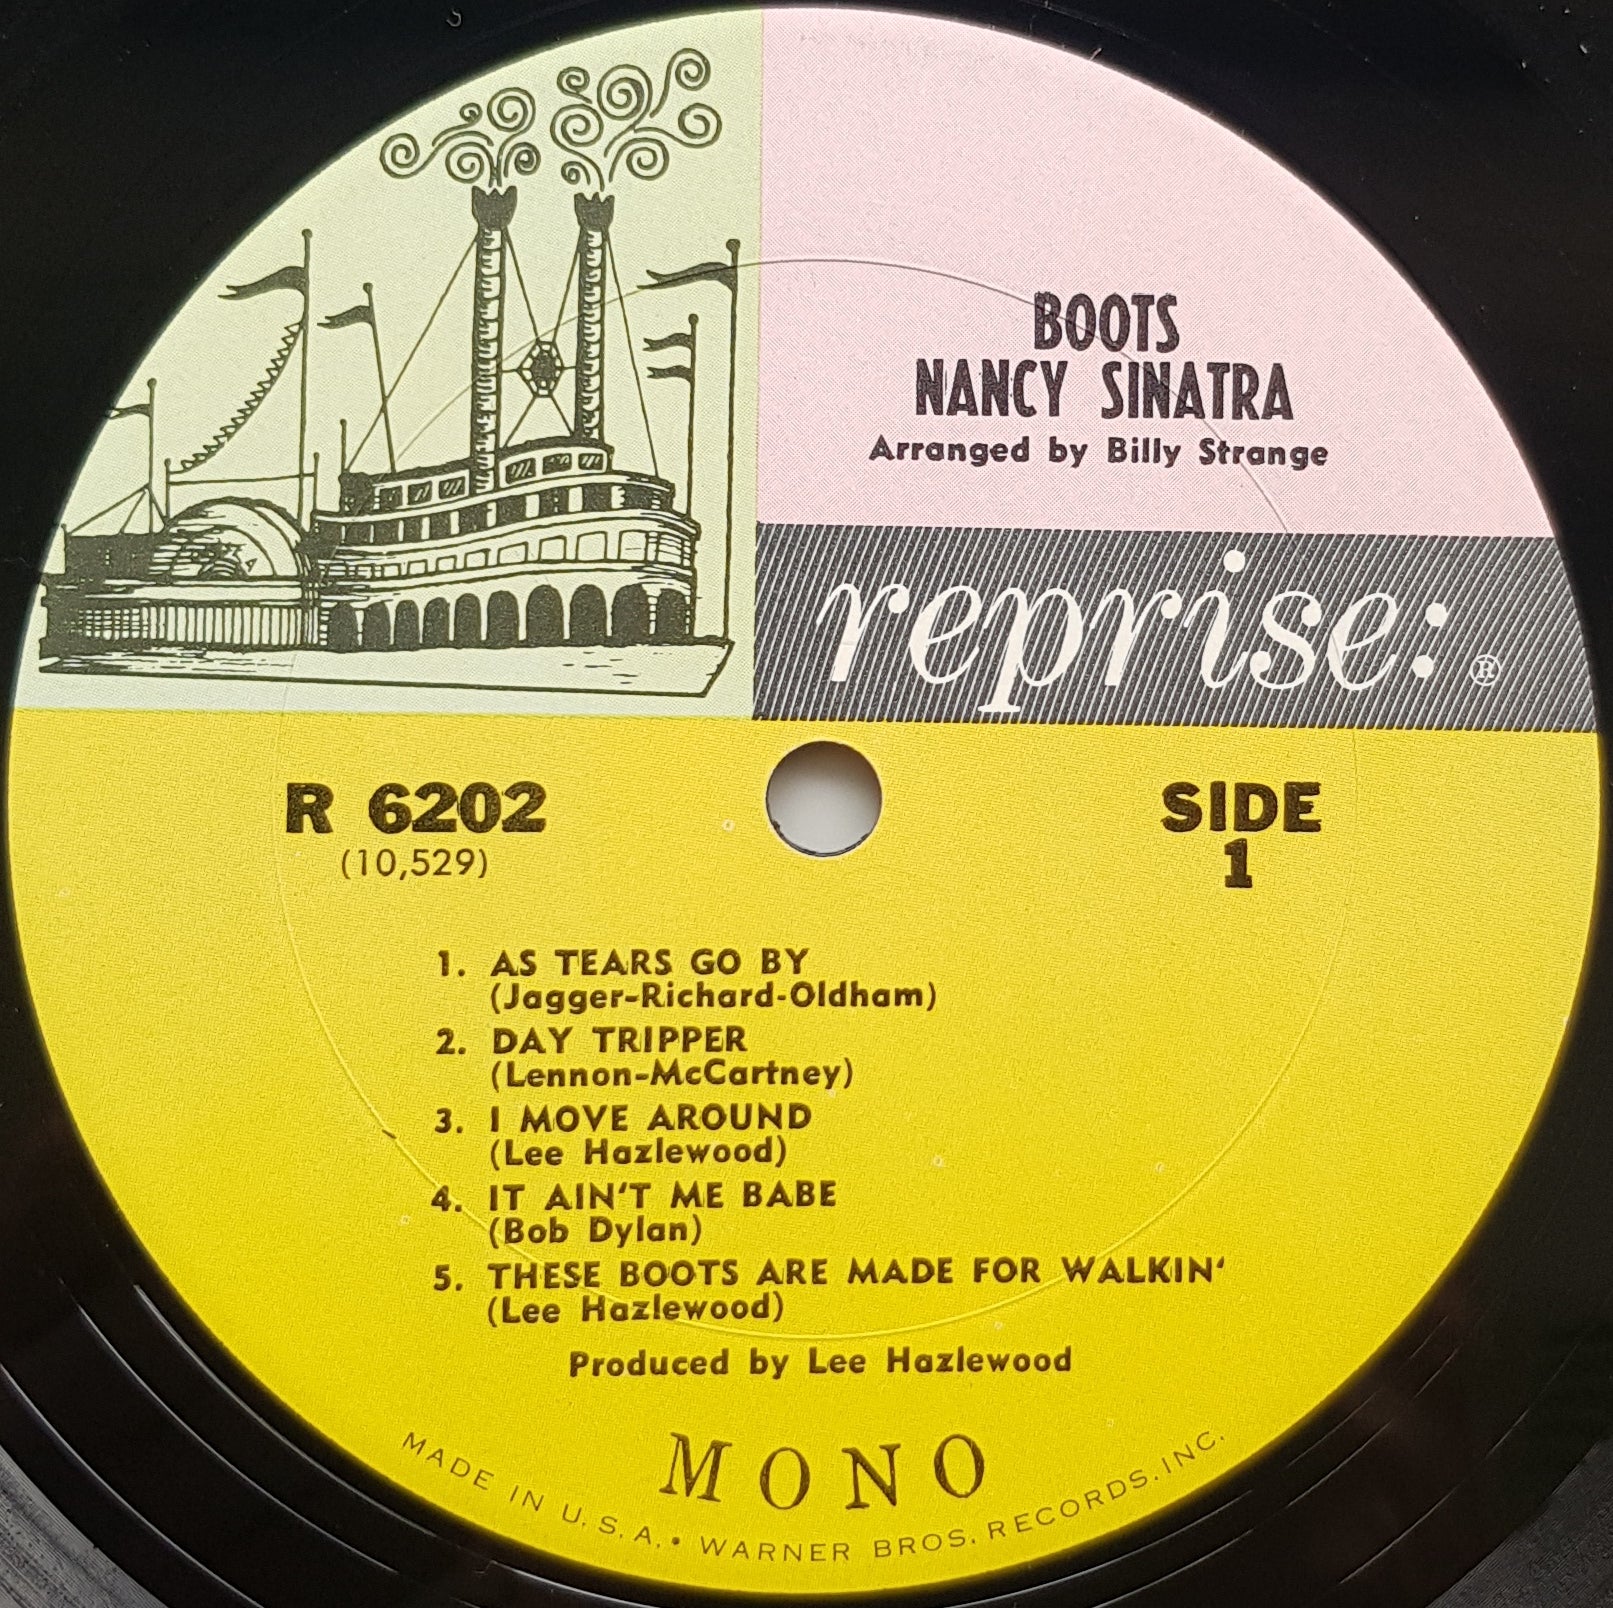 BOOTS
NANCY SINATRA
Arranged by Billy Strange
reprise: ®
R 6202
(10,529)
SIDE
1
1. AS TEARS GO BY
(Jagger-Richard-Oldham)
2. DAY TRIPPER
(Lennon-McCartney)
3. I MOVE AROUND
(Lee Hazlewood)
4. IT AIN'T ME BABE
(Bob Dylan)
5. THESE BOOTS ARE MADE FOR WALKIN'
(Lee Hazlewood)
Produced by Lee Hazlewood
MONO
MADE IN U.S.A. • WARNER BROS. RECORDS, INC.